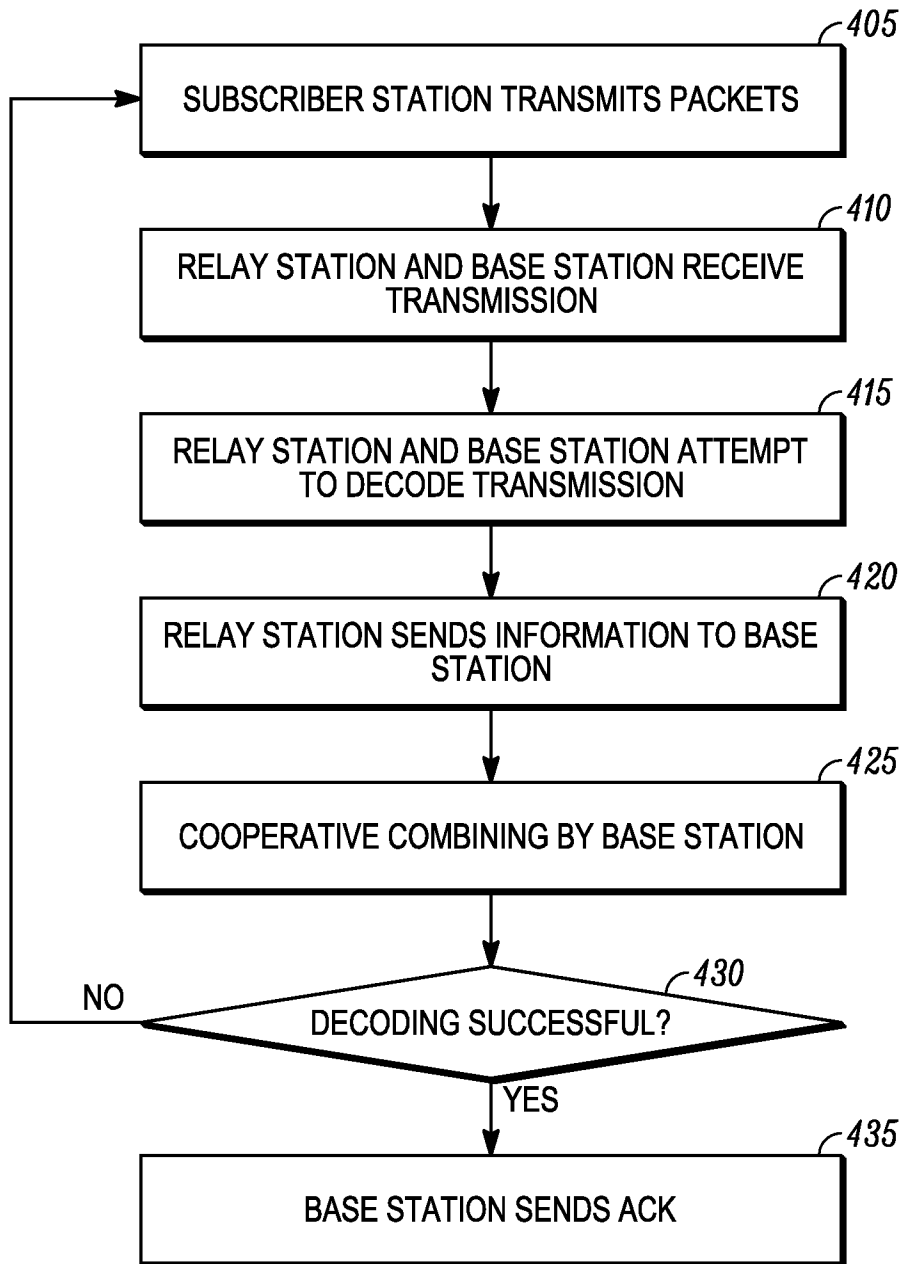 405
SUBSCRIBER STATION TRANSMITS PACKETS
410
RELAY STATION AND BASE STATION RECEIVE
TRANSMISSION
415
RELAY STATION AND BASE STATION ATTEMPT
TO DECODE TRANSMISSION
420
RELAY STATION SENDS INFORMATION TO BASE
STATION
425
COOPERATIVE COMBINING BY BASE STATION
430
NO
DECODING SUCCESSFUL?
YES
435
BASE STATION SENDS ACK